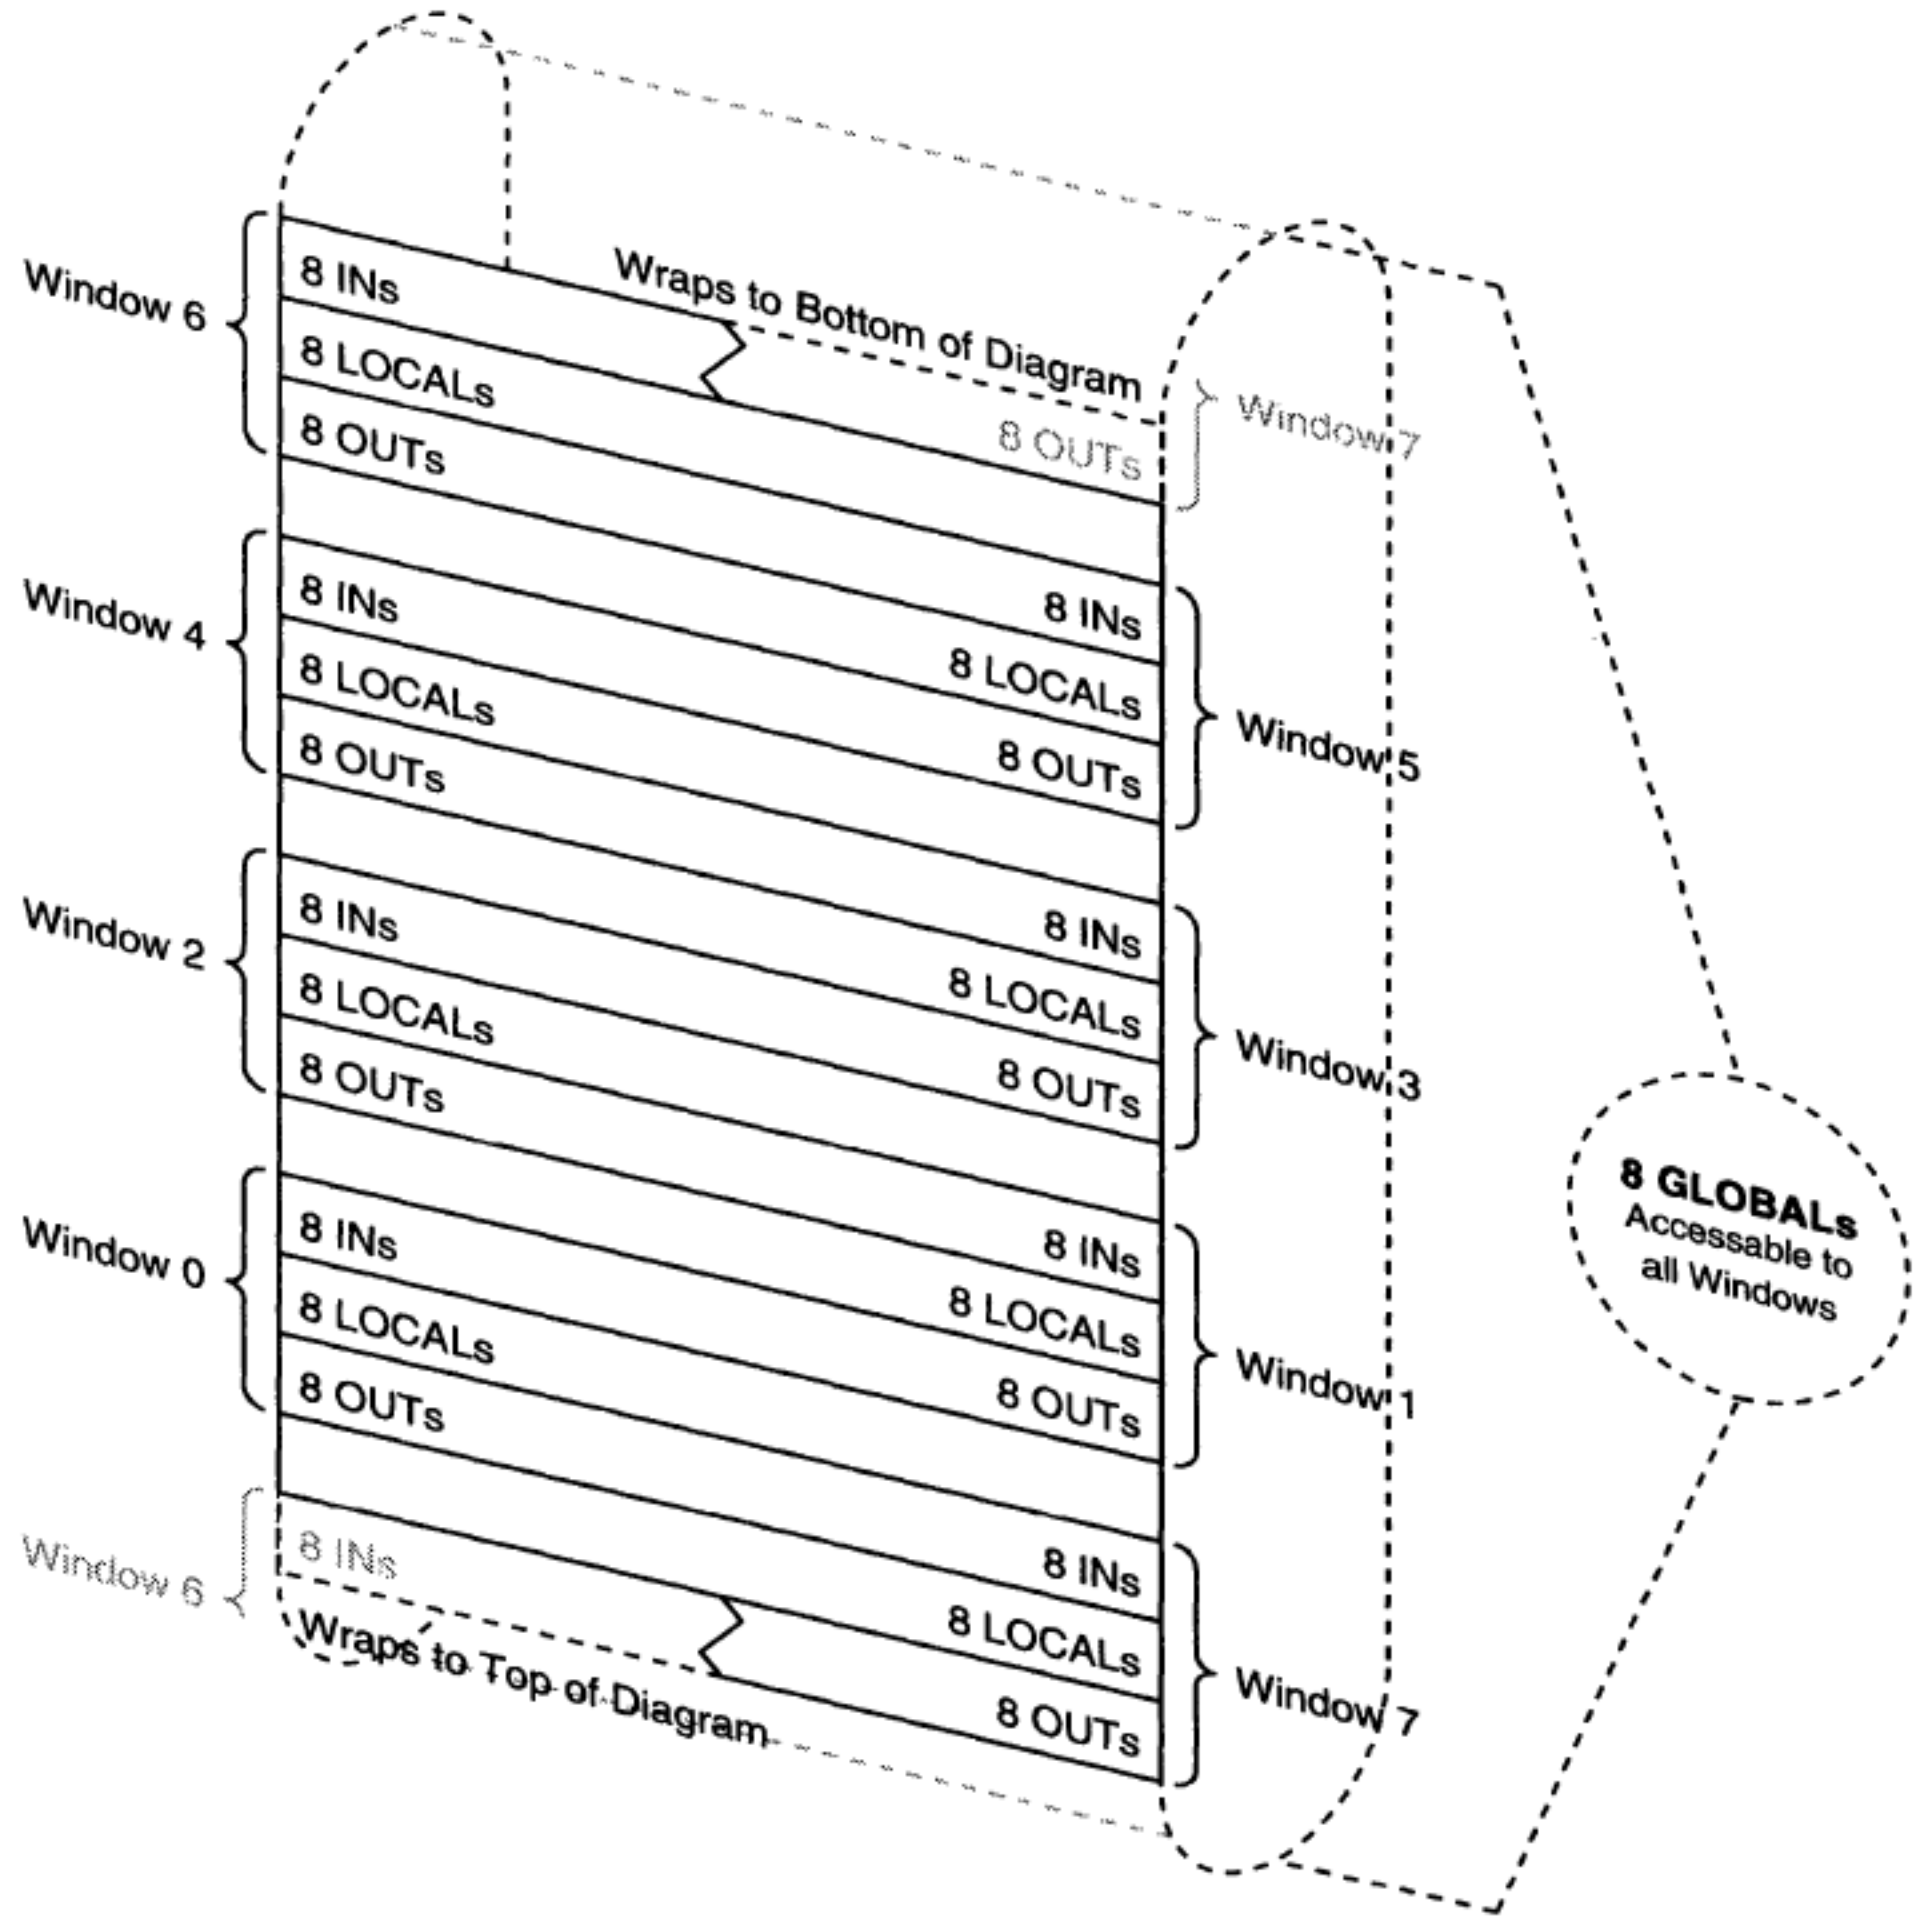 Wraps to Bottom of Diagram
Window 6
8 INs
8 LOCALs
8 OUTs
8 OUTs
Window 7
Window 4
8 INs
8 LOCALs
8 OUTs
8 INs
8 LOCALs
8 OUTs
Window 5
Window 2
8 INs
8 LOCALs
8 OUTs
8 INs
8 LOCALs
8 OUTs
Window 3
8 GLOBALs
Accessable to
all Windows
Window 0
8 INs
8 LOCALs
8 OUTs
8 INs
8 LOCALs
8 OUTs
Window 1
Window 6
8 INs
8 INs
8 LOCALs
8 OUTs
Window 7
Wraps to Top of Diagram